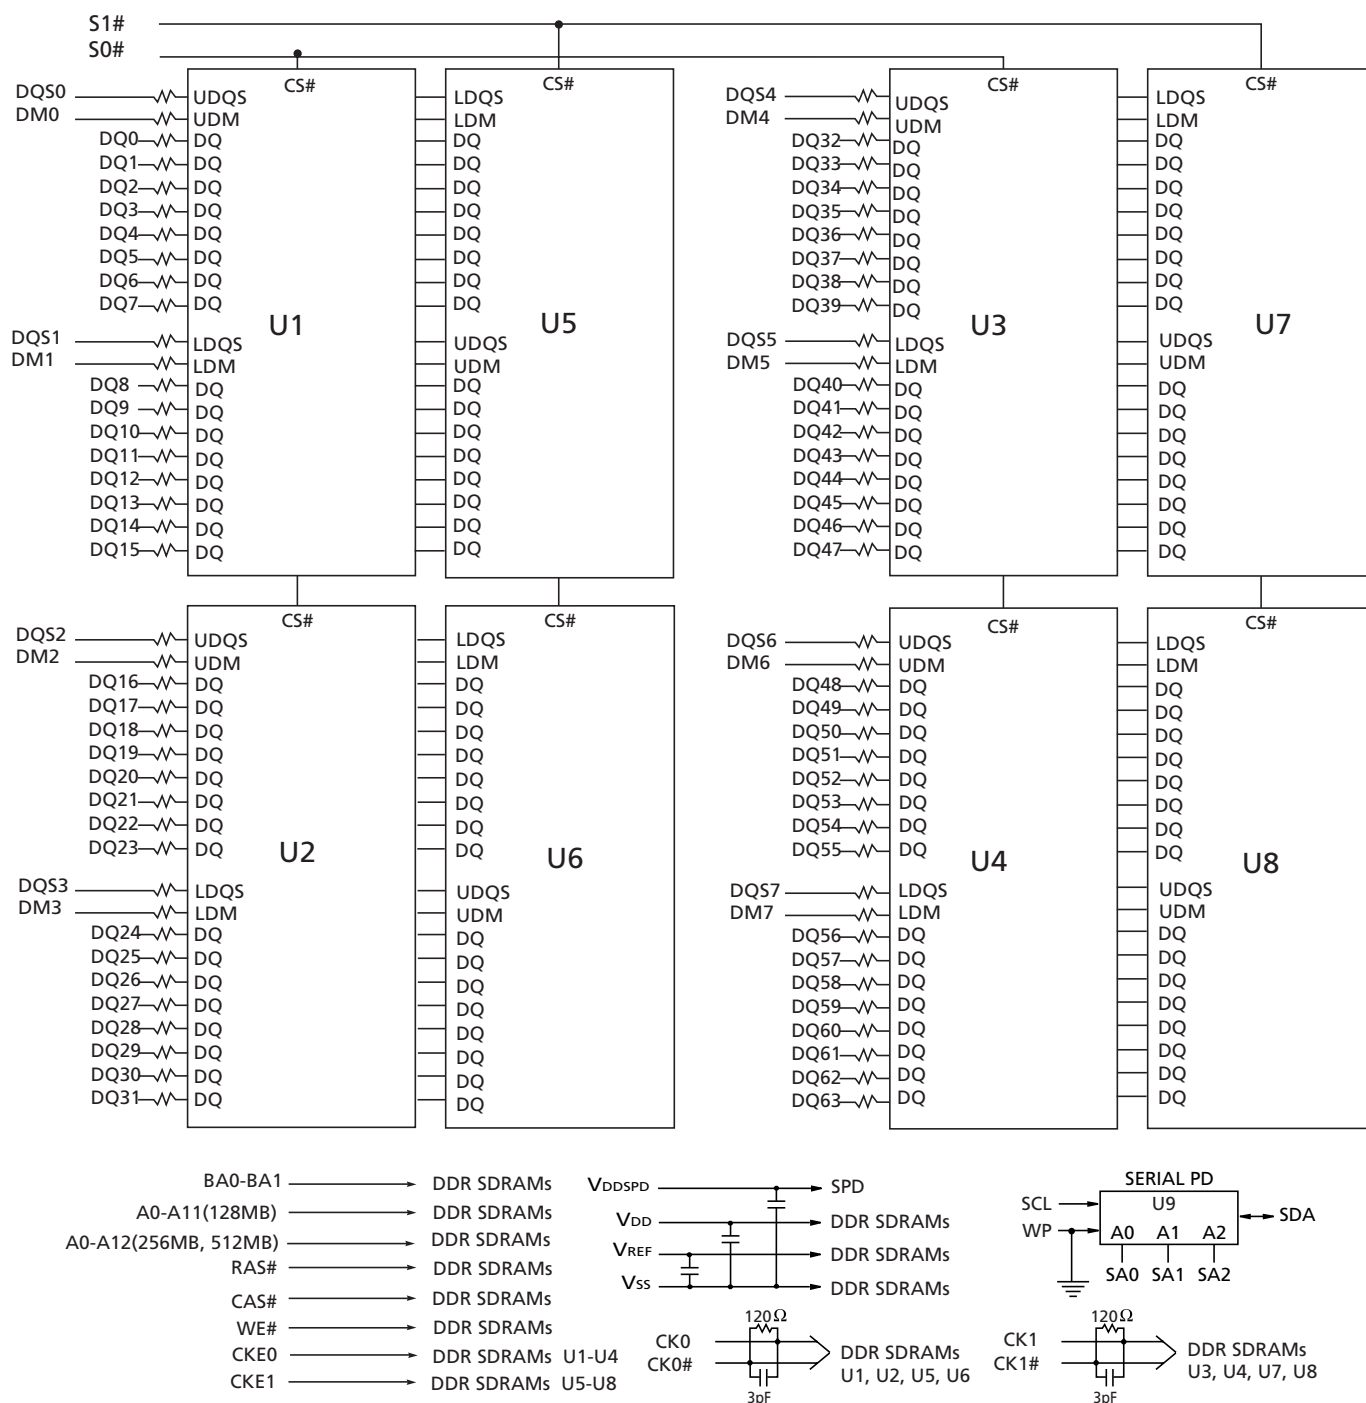 S1#
S0#
CS#
CS#
CS#
CS#
DQS0 UDQS LDQS DQS4 UDQS LDQS
DM0 UDM LDM DM4 UDM LDM
DQ0 DQ DQ DQ32 DQ DQ
DQ1 DQ DQ DQ33 DQ DQ
DQ2 DQ DQ DQ34 DQ DQ
DQ3 DQ DQ DQ35 DQ DQ
DQ4 DQ DQ DQ36 DQ DQ
DQ5 DQ DQ DQ37 DQ DQ
DQ6 DQ DQ DQ38 DQ DQ
DQ7 DQ DQ DQ39 DQ DQ
U1 U5 U3 U7
DQS1 LDQS UDQS DQS5 LDQS UDQS
DM1 LDM UDM DM5 LDM UDM
DQ8 DQ DQ DQ40 DQ DQ
DQ9 DQ DQ DQ41 DQ DQ
DQ10 DQ DQ DQ42 DQ DQ
DQ11 DQ DQ DQ43 DQ DQ
DQ12 DQ DQ DQ44 DQ DQ
DQ13 DQ DQ DQ45 DQ DQ
DQ14 DQ DQ DQ46 DQ DQ
DQ15 DQ DQ DQ47 DQ DQ
CS#
CS#
CS#
CS#
DQS2 UDQS LDQS DQS6 UDQS LDQS
DM2 UDM LDM DM6 UDM LDM
DQ16 DQ DQ DQ48 DQ DQ
DQ17 DQ DQ DQ49 DQ DQ
DQ18 DQ DQ DQ50 DQ DQ
DQ19 DQ DQ DQ51 DQ DQ
DQ20 DQ DQ DQ52 DQ DQ
DQ21 DQ DQ DQ53 DQ DQ
DQ22 DQ DQ DQ54 DQ DQ
DQ23 DQ DQ DQ55 DQ DQ
U2 U6 U4 U8
DQS3 LDQS UDQS DQS7 LDQS UDQS
DM3 LDM UDM DM7 LDM UDM
DQ24 DQ DQ DQ56 DQ DQ
DQ25 DQ DQ DQ57 DQ DQ
DQ26 DQ DQ DQ58 DQ DQ
DQ27 DQ DQ DQ59 DQ DQ
DQ28 DQ DQ DQ60 DQ DQ
DQ29 DQ DQ DQ61 DQ DQ
DQ30 DQ DQ DQ62 DQ DQ
DQ31 DQ DQ DQ63 DQ DQ
BA0-BA1 DDR SDRAMs
A0-A11(128MB) DDR SDRAMs
A0-A12(256MB, 512MB) DDR SDRAMs
RAS# DDR SDRAMs
CAS# DDR SDRAMs
WE# DDR SDRAMs
CKE0 DDR SDRAMs U1-U4
CKE1 DDR SDRAMs U5-U8
VDDSPD SPD
VDD DDR SDRAMs
VREF DDR SDRAMs
VSS DDR SDRAMs
SERIAL PD
SCL U9 SDA
WP A0 A1 A2
SA0 SA1 SA2
120Ω
CK0
CK0#
DDR SDRAMs
U1, U2, U5, U6
3pF
120Ω
CK1
CK1#
DDR SDRAMs
U3, U4, U7, U8
3pF